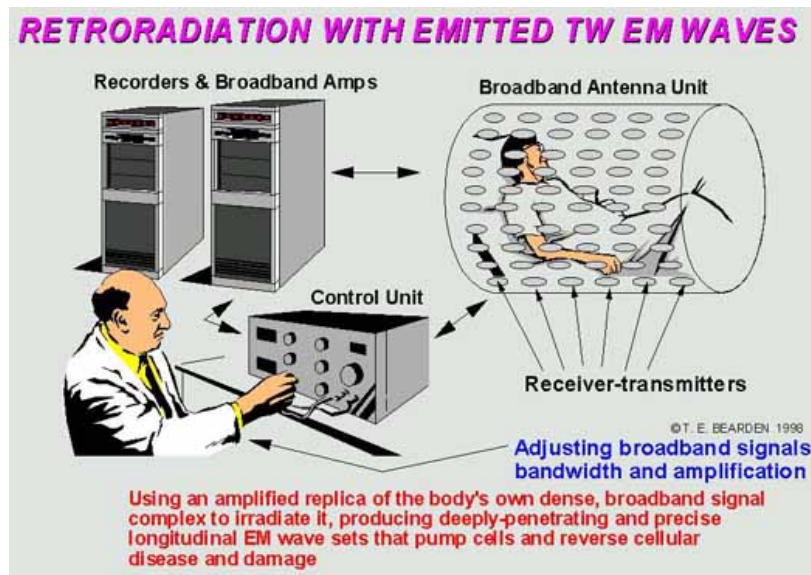 RETRORADIATION WITH EMITTED TW EM WAVES
Recorders & Broadband Amps
Broadband Antenna Unit
Control Unit
Receiver-transmitters
©T. E. BEARDEN 1998
Adjusting broadband signals
bandwidth and amplification
Using an amplified replica of the body's own dense, broadband signal
complex to irradiate it, producing deeply-penetrating and precise
longitudinal EM wave sets that pump cells and reverse cellular
disease and damage